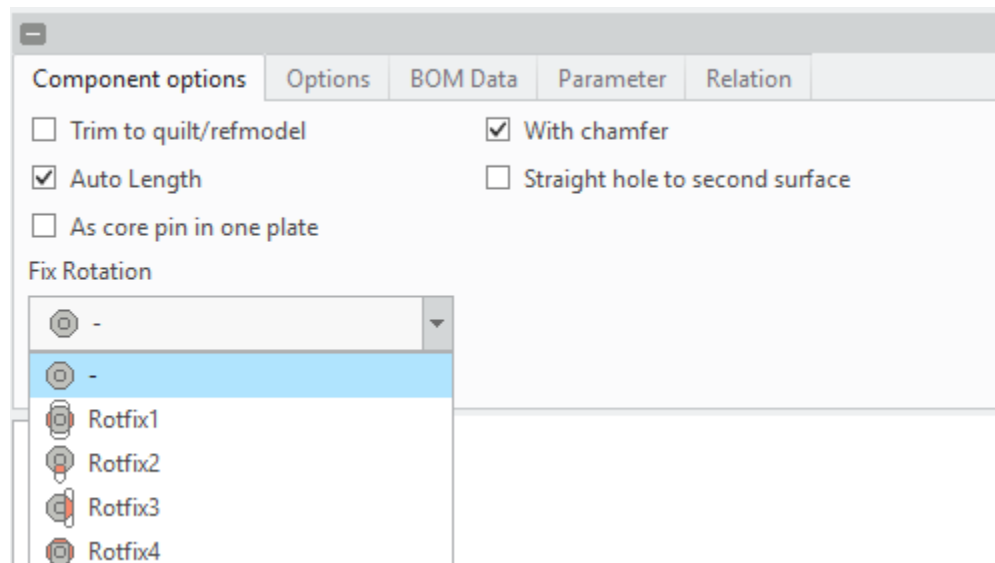 Component options Options BOM Data Parameter Relation
Trim to quilt/refmodel With chamfer
Auto Length Straight hole to second surface
As core pin in one plate
Fix Rotation
-
-
Rotfix1
Rotfix2
Rotfix3
Rotfix4